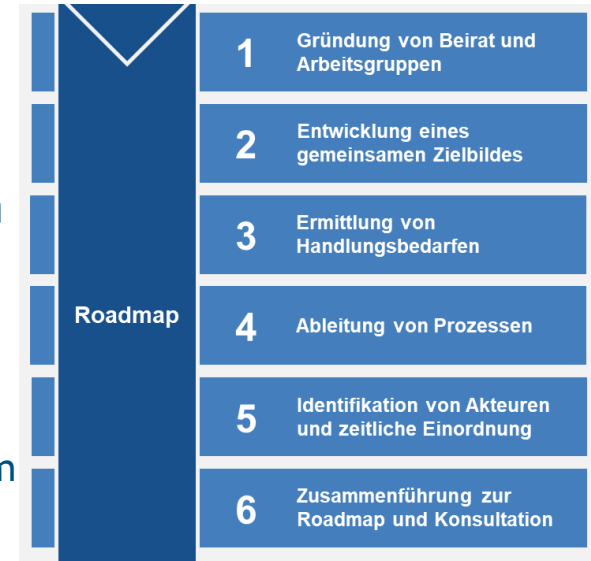 Roadmap
1
Gründung von Beirat und
Arbeitsgruppen
2
Entwicklung eines
gemeinsamen Zielbildes
3
Ermittlung von
Handlungsbedarfen
4
Ableitung von Prozessen
5
Identifikation von Akteuren
und zeitliche Einordnung
6
Zusammenführung zur
Roadmap und Konsultation